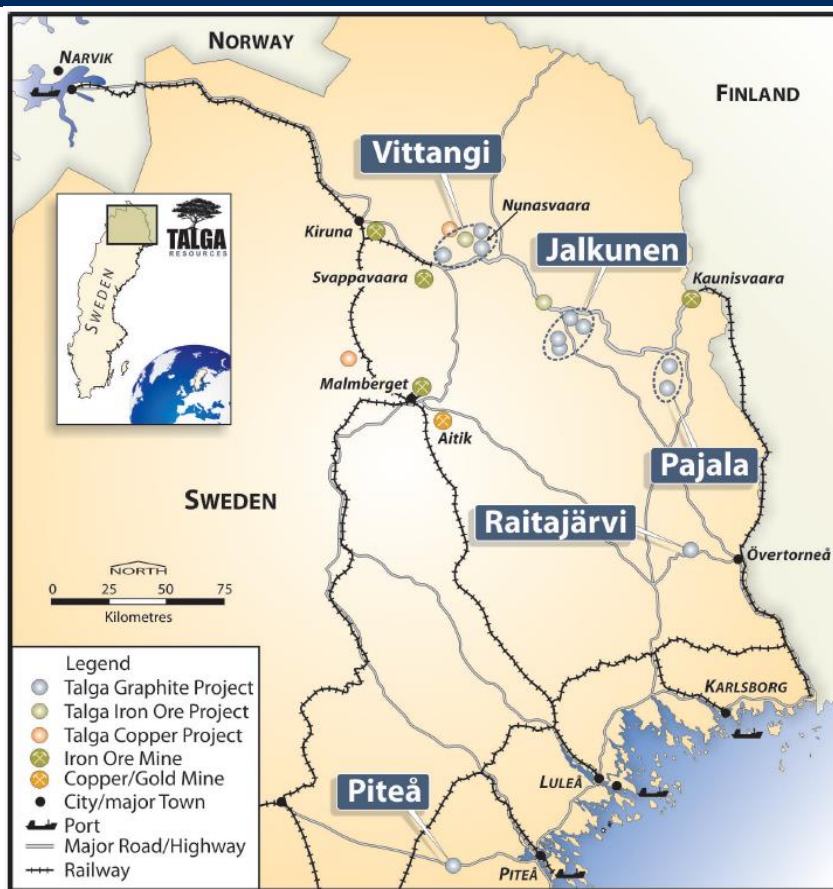 NORWAY
NARVIK
FINLAND
Vittangi
Nunasvaara
TALGA
RESOURCES
Kiruna
Jalkunen
Svappavaara
Kaunisvaara
SWEDEN
Malmberget
Aitik
Pajala
SWEDEN
Raitajärvi
Övertorneå
NORTH
0 25 50 75
Kilometres
Legend
Talga Graphite Project
Talga Iron Ore Project
Talga Copper Project
Iron Ore Mine
Copper/Gold Mine
City/major Town
Port
Major Road/Highway
Railway
KARLSBORG
LULEÅ
Piteå
PITEÅ